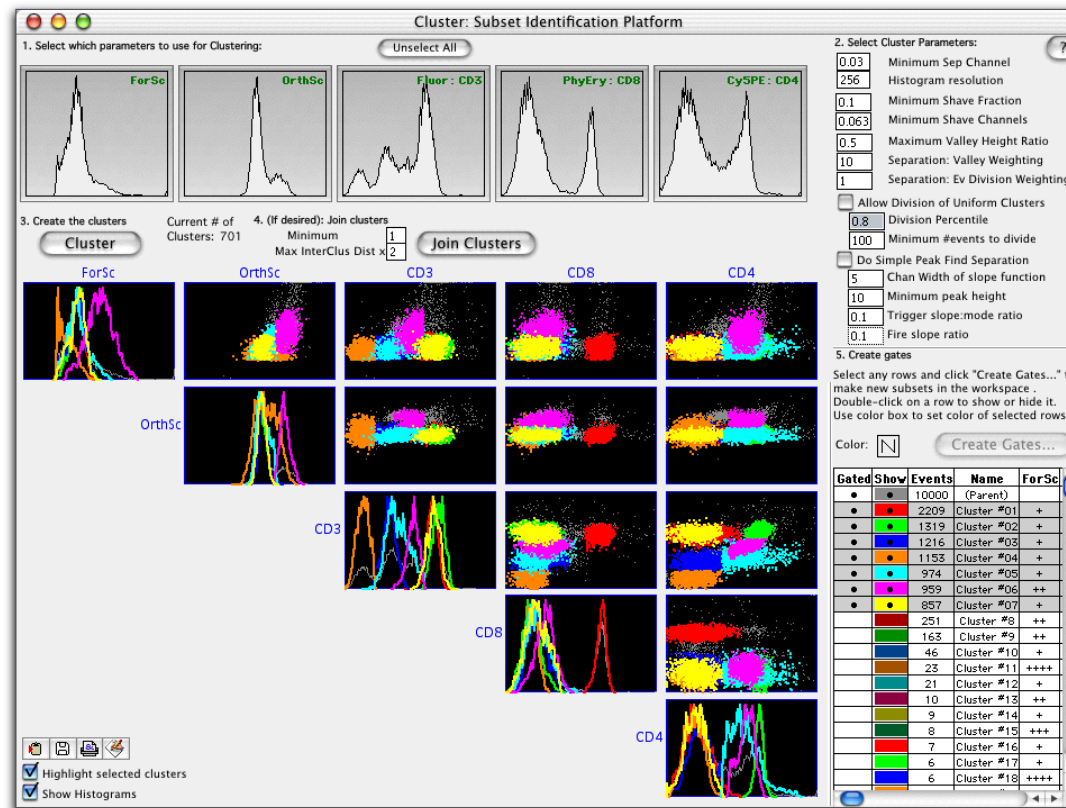 Cluster: Subset Identification Platform
1. Select which parameters to use for Clustering:
Unselect All
ForSc
OrthSc
Fluor: CD3
PhyEry: CD8
Cy5PE: CD4
2. Select Cluster Parameters:
?
0.03 Minimum Sep Channel
256 Histogram resolution
0.1 Minimum Shave Fraction
0.063 Minimum Shave Channels
0.5 Maximum Valley Height Ratio
10 Separation: Valley Weighting
1 Separation: Ev Division Weighting
Allow Division of Uniform Clusters
0.8 Division Percentile
100 Minimum #events to divide
Do Simple Peak Find Separation
5 Chan Width of slope function
10 Minimum peak height
0.1 Trigger slope:mode ratio
0.1 Fire slope ratio
3. Create the clusters
Cluster
Current # of
Clusters: 701
4. (If desired): Join clusters
Minimum 1
Max InterClus Dist x 2
Join Clusters
ForSc
OrthSc
CD3
CD8
CD4
OrthSc
CD3
CD8
CD4
5. Create gates
Select any rows and click "Create Gates..."
make new subsets in the workspace .
Double-click on a row to show or hide it.
Use color box to set color of selected rows
Color:
Create Gates...
Gated Show Events Name ForSc
10000 (Parent)
2209 Cluster #01 +
1319 Cluster #02 +
1216 Cluster #03 +
1153 Cluster #04 +
974 Cluster #05 +
959 Cluster #06 ++
857 Cluster #07 +
251 Cluster #8 ++
163 Cluster #9 ++
46 Cluster #10 +
23 Cluster #11 ++++
21 Cluster #12 +
10 Cluster #13 ++
9 Cluster #14 +
8 Cluster #15 +++
7 Cluster #16 +
6 Cluster #17 +
6 Cluster #18 ++++
Highlight selected clusters
Show Histograms